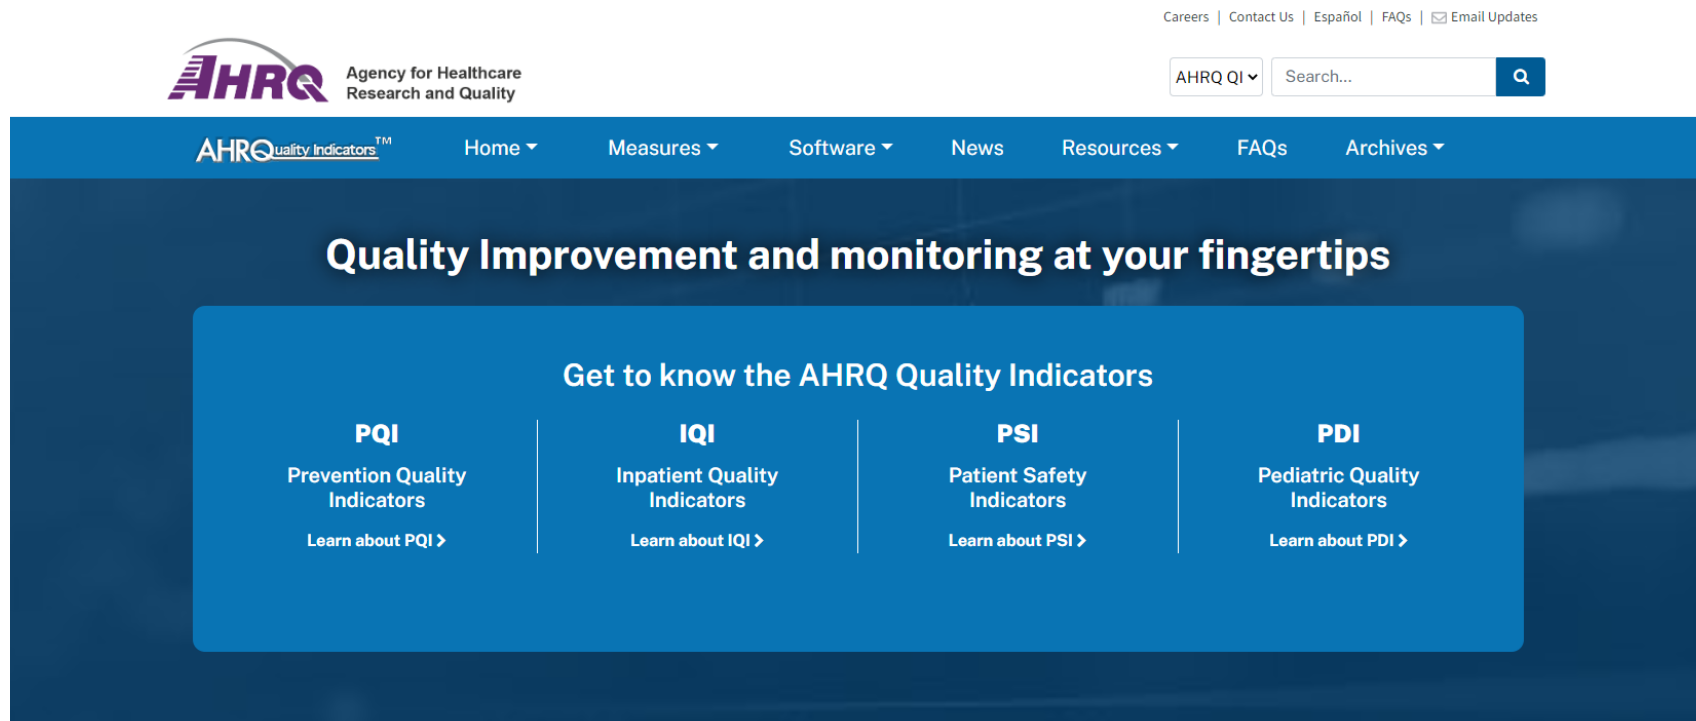 Careers | Contact Us | Español | FAQs | Email Updates
AHRQ
Agency for Healthcare
Research and Quality
AHRQ QI
Search...
AHRQuality Indicators™
Home
Measures
Software
News
Resources
FAQs
Archives
Quality Improvement and monitoring at your fingertips
Get to know the AHRQ Quality Indicators
PQI
Prevention Quality
Indicators
Learn about PQI
IQI
Inpatient Quality
Indicators
Learn about IQI
PSI
Patient Safety
Indicators
Learn about PSI
PDI
Pediatric Quality
Indicators
Learn about PDI